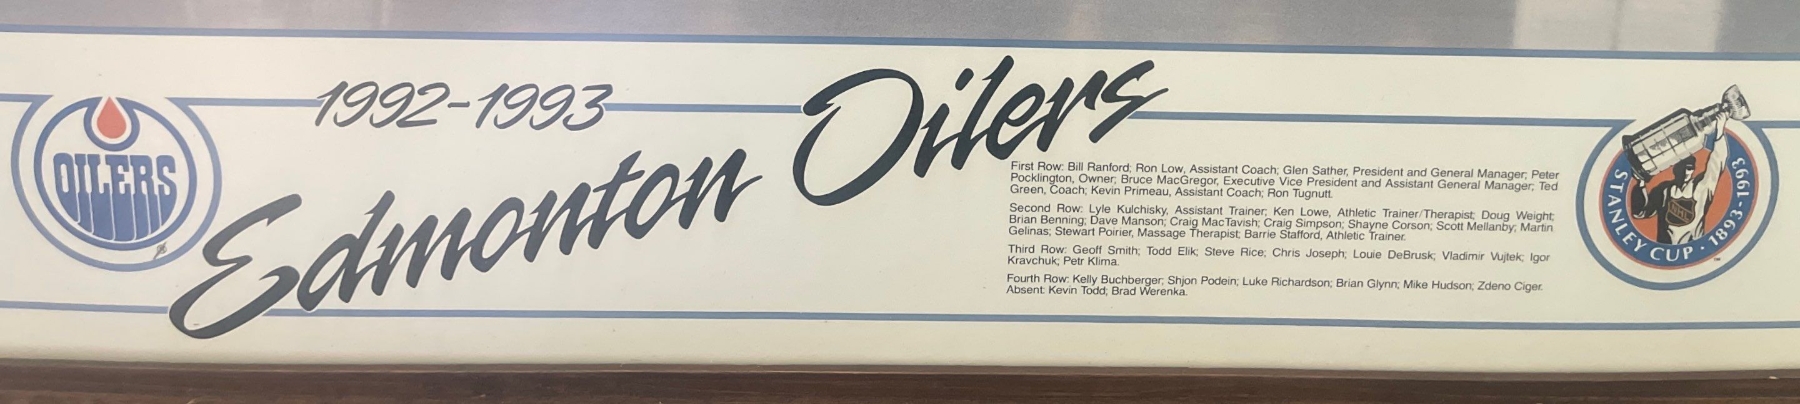 OILERS
1992-1993
Edmonton Oilers
First Row: Bill Ranford; Ron Low, Assistant Coach; Glen Sather, President and General Manager; Peter
Pocklington, Owner; Bruce MacGregor, Executive Vice President and Assistant General Manager; Ted
Green, Coach; Kevin Primeau, Assistant Coach; Ron Tugnutt.
Second Row: Lyle Kulchisky, Assistant Trainer; Ken Lowe, Athletic Trainer/Therapist; Doug Weight;
Brian Benning; Dave Manson; Craig MacTavish; Craig Simpson; Shayne Corson; Scott Mellanby; Martin
Gelinas; Stewart Poirier, Massage Therapist; Barrie Stafford, Athletic Trainer.
Third Row: Geoff Smith; Todd Elik; Steve Rice; Chris Joseph; Louie DeBrusk; Vladimir Vujtek; Igor
Kravchuk; Petr Klima.
Fourth Row: Kelly Buchberger; Shjon Podein; Luke Richardson; Brian Glynn; Mike Hudson; Zdeno Ciger.
Absent: Kevin Todd; Brad Werenka.
NHL
STANLEY CUP · 1893-1993